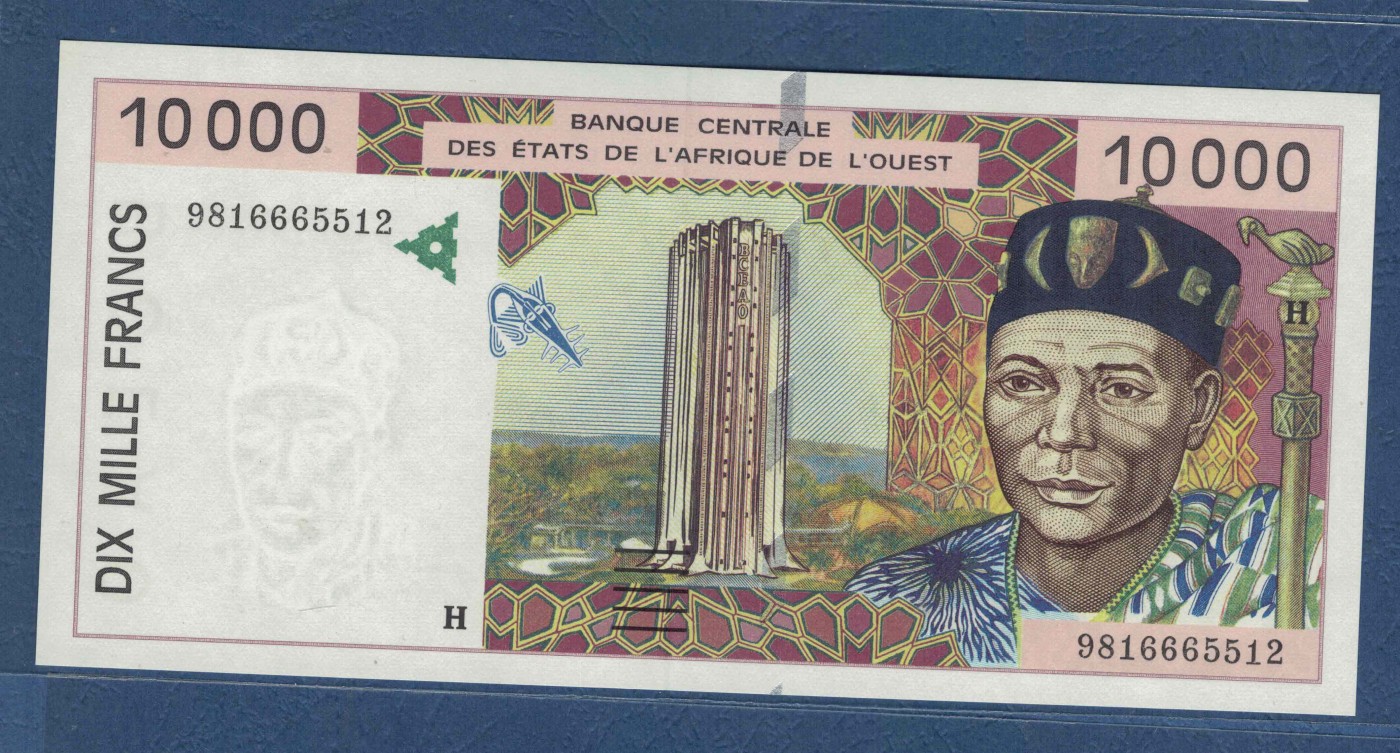 10 000
BANQUE CENTRALE
DES ÉTATS DE L'AFRIQUE DE L'OUEST
10 000
9816665512
DIX MILLE FRANCS
BCEAO
H
H
9816665512